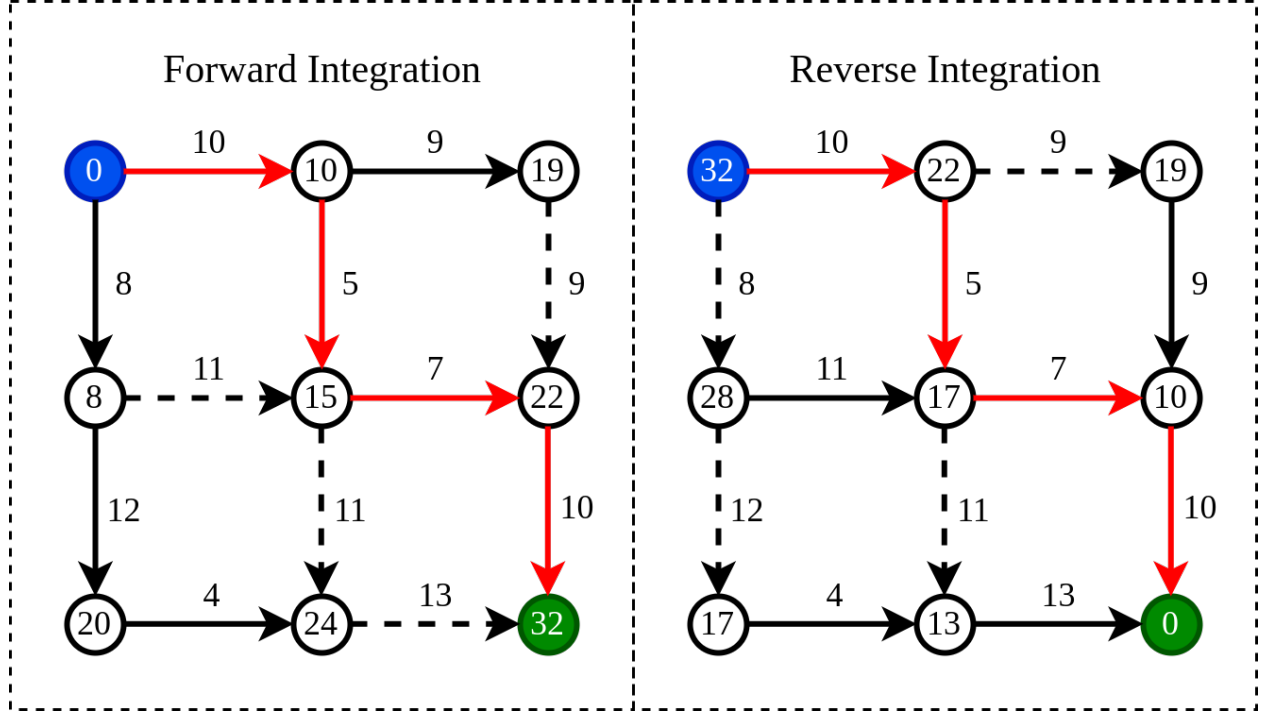 Forward Integration
Reverse Integration
0 10 10 9 19
8 5 9
8 11 15 7 22
12 11 10
20 4 24 13 32
32 10 22 9 19
8 5 9
28 11 17 7 10
12 11 10
17 4 13 13 0